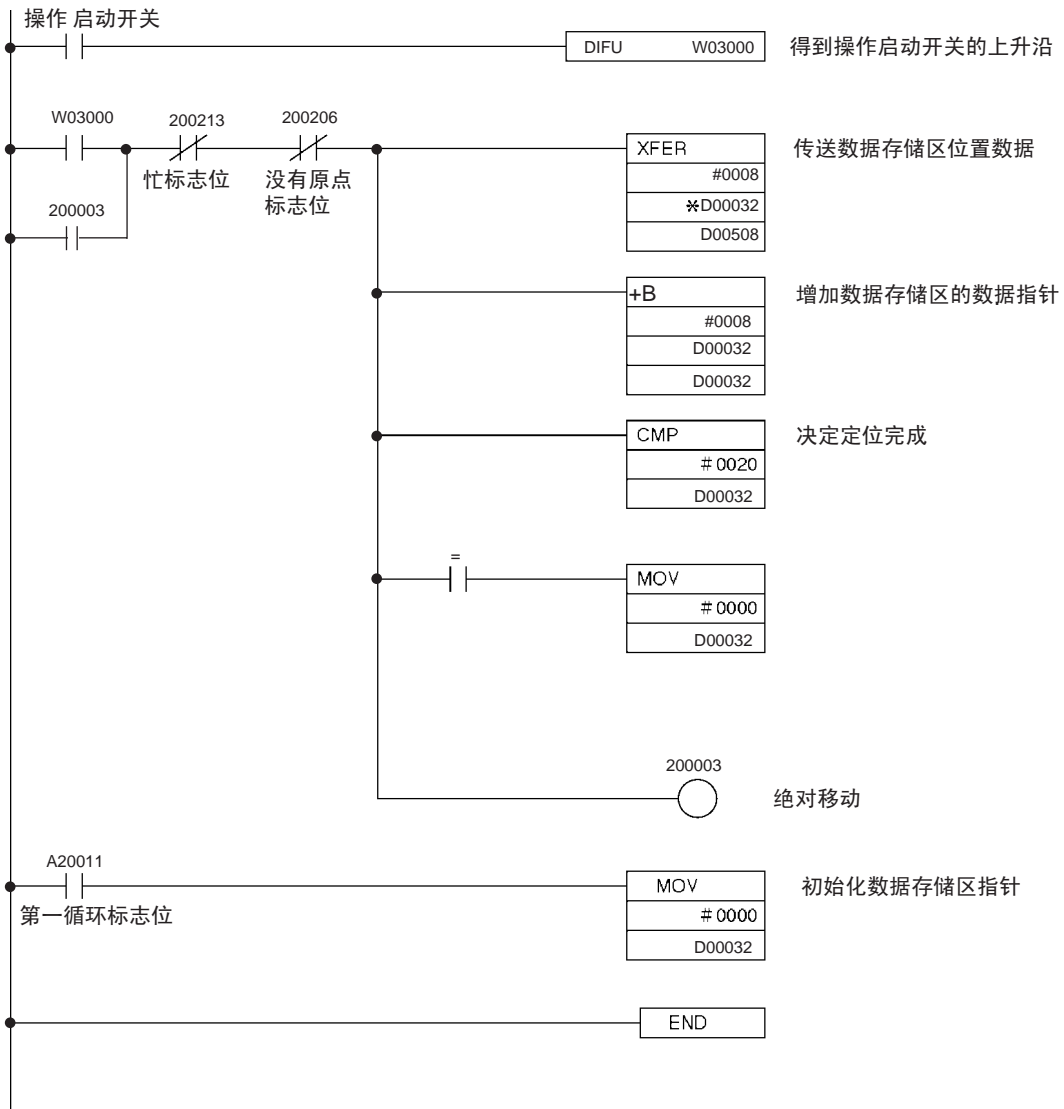 操作 启动开关
DIFU W03000 得到操作启动开关的上升沿
W03000 200213 200206
忙标志位 没有原点
标志位
200003
XFER 传送数据存储区位置数据
#0008
*D00032
D00508
+B 增加数据存储区的数据指针
#0008
D00032
D00032
CMP 决定定位完成
#0020
D00032
=
MOV
#0000
D00032
200003
绝对移动
A20011
第一循环标志位
MOV 初始化数据存储区指针
#0000
D00032
END